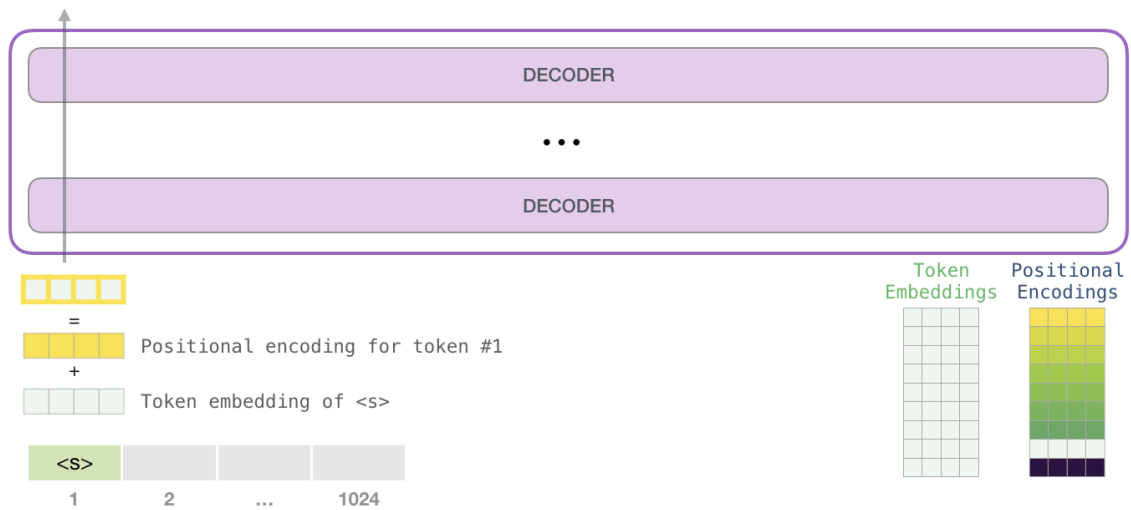 DECODER
...
DECODER
Token
Embeddings
Positional
Encodings
=
Positional encoding for token #1
+
Token embedding of <s>
<s>
1 2 ... 1024